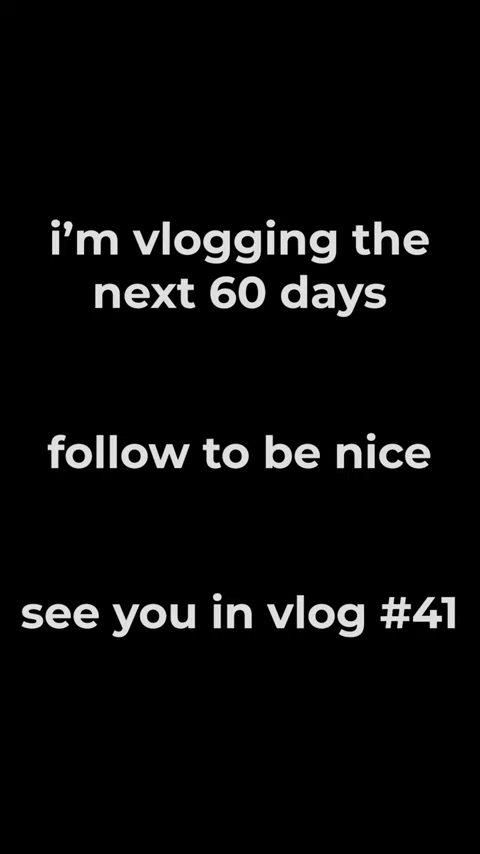 i’m vlogging the
next 60 days
follow to be nice
see you in vlog #41